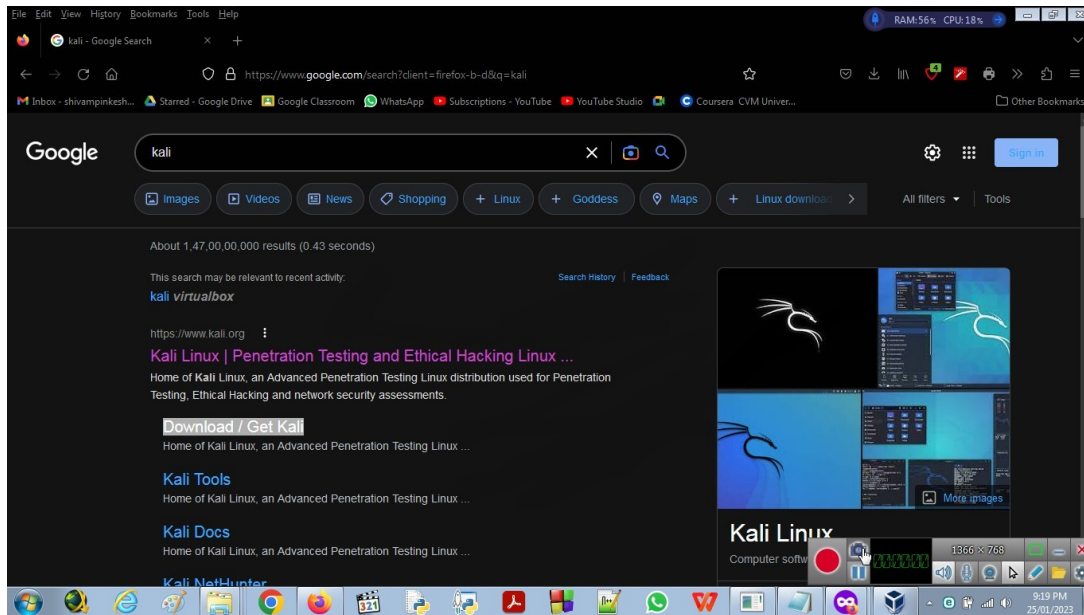 File Edit View History Bookmarks Tools Help
RAM:56% CPU:18%
kali - Google Search
https://www.google.com/search?client=firefox-b-d&q=kali
4
Inbox - shivampinkesh... Starred - Google Drive Google Classroom WhatsApp Subscriptions - YouTube YouTube Studio Coursera CVM Univer... Other Bookmarks
Google kali Sign in
Images Videos News Shopping + Linux + Goddess Maps + Linux download All filters Tools
About 1,47,00,00,000 results (0.43 seconds)
This search may be relevant to recent activity: Search History Feedback
kali virtualbox
https://www.kali.org
Kali Linux | Penetration Testing and Ethical Hacking Linux ...
Home of Kali Linux, an Advanced Penetration Testing Linux distribution used for Penetration
Testing, Ethical Hacking and network security assessments.
Download / Get Kali
Home of Kali Linux, an Advanced Penetration Testing Linux ...
Kali Tools
Home of Kali Linux, an Advanced Penetration Testing Linux ...
Kali Docs
Home of Kali Linux, an Advanced Penetration Testing Linux ...
Kali NetHunter
More images
Kali Linux
Computer softw
1366 × 768
321
9:19 PM
25/01/2023